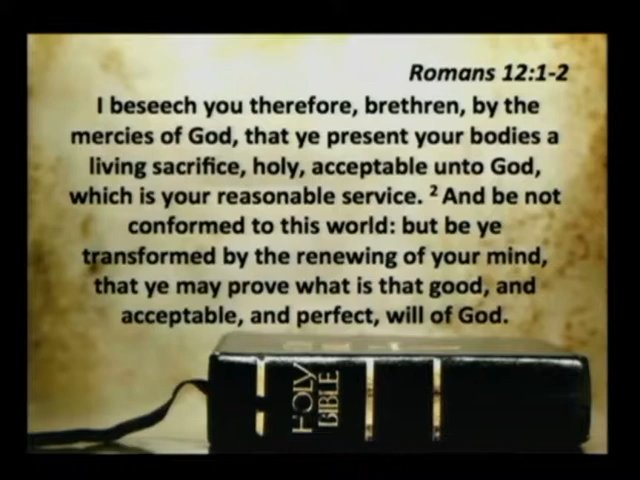 Romans 12:1-2
I beseech you therefore, brethren, by the
mercies of God, that ye present your bodies a
living sacrifice, holy, acceptable unto God,
which is your reasonable service. ² And be not
conformed to this world: but be ye
transformed by the renewing of your mind,
that ye may prove what is that good, and
acceptable, and perfect, will of God.
HOLY
BIBLE